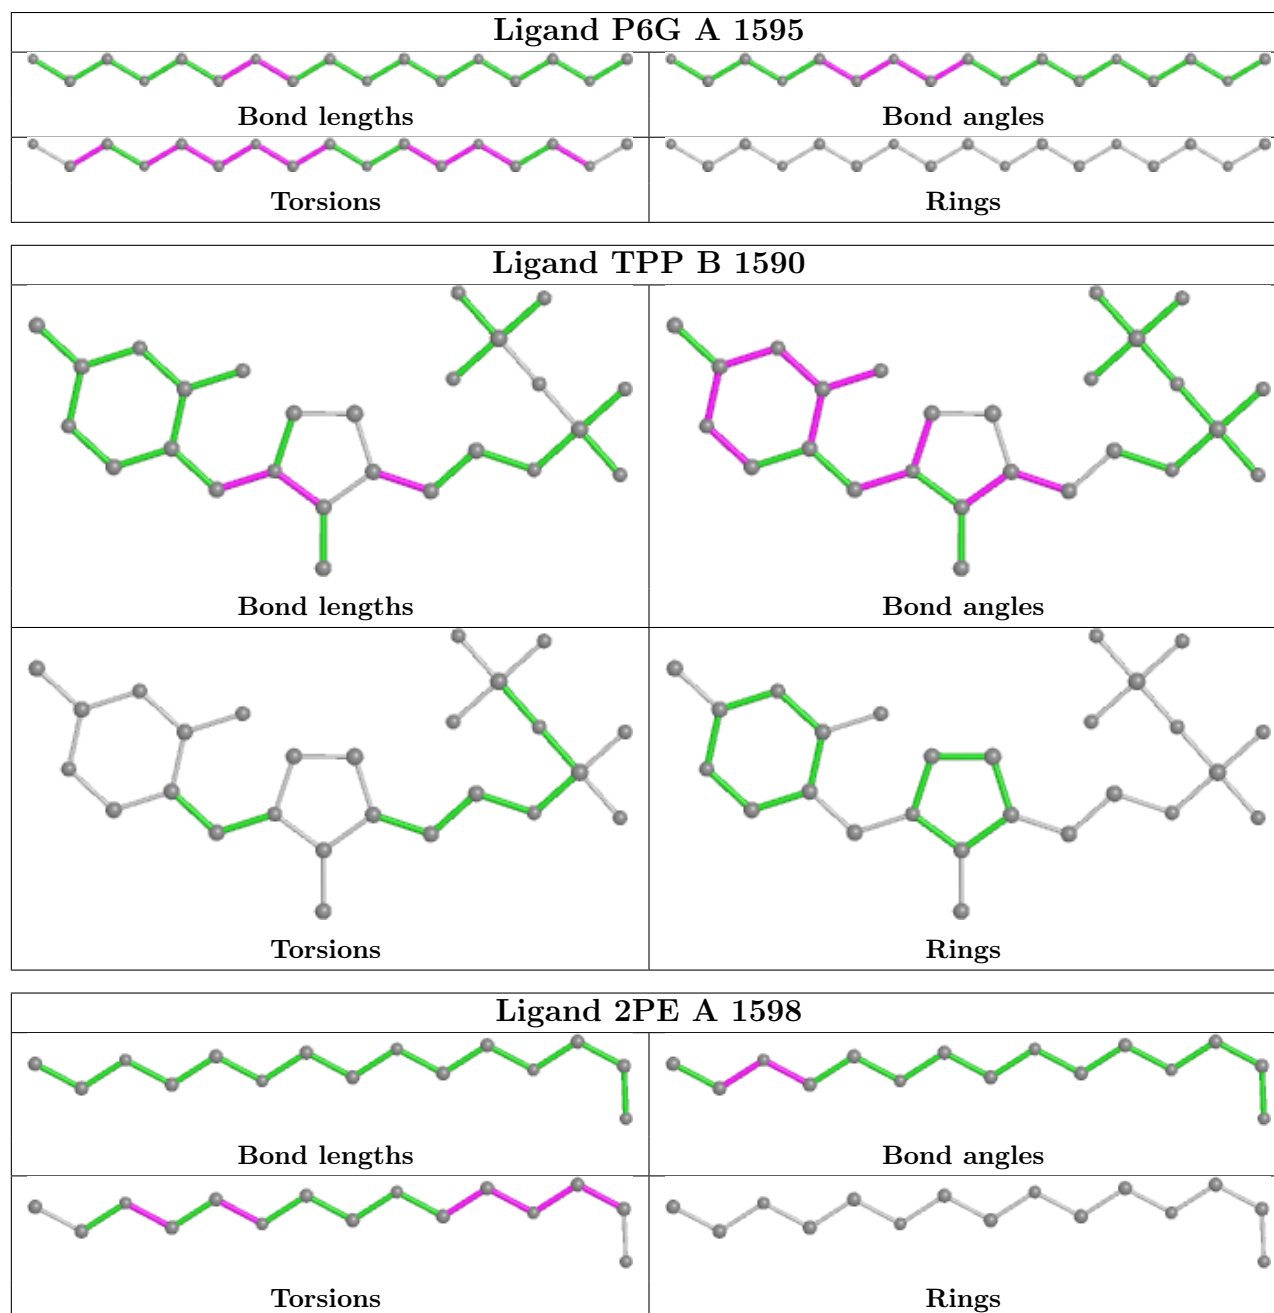 Ligand P6G A 1595
Bond lengths
Bond angles
Torsions
Rings
Ligand TPP B 1590
Bond lengths
Bond angles
Torsions
Rings
Ligand 2PE A 1598
Bond lengths
Bond angles
Torsions
Rings